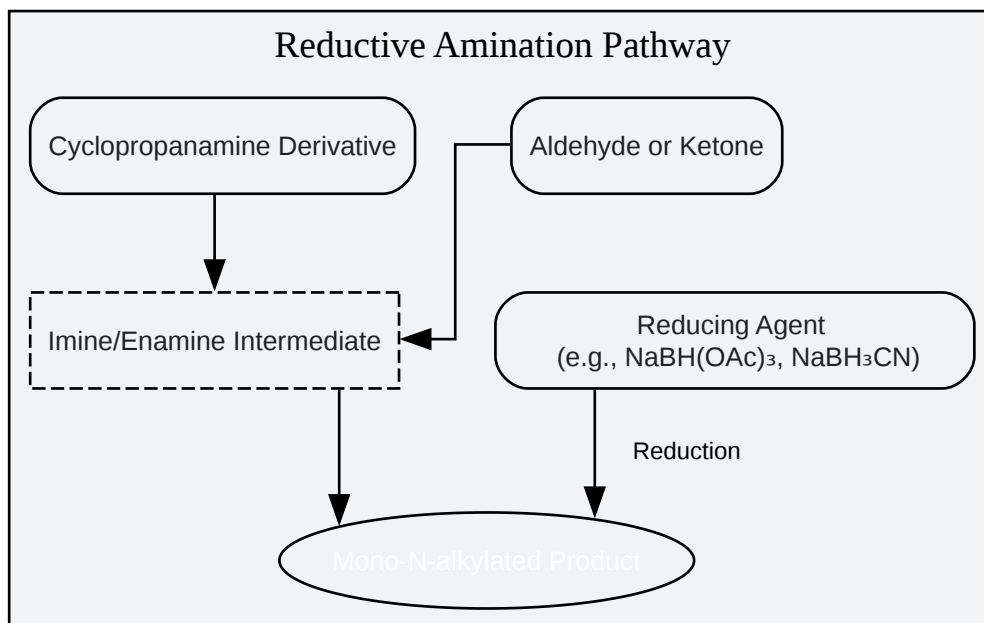 Reductive Amination Pathway
Cyclopropanamine Derivative
Aldehyde or Ketone
Imine/Enamine Intermediate
Reducing Agent
(e.g., NaBH(OAc)₃, NaBH₃CN)
Reduction
Mono-N-alkylated Product